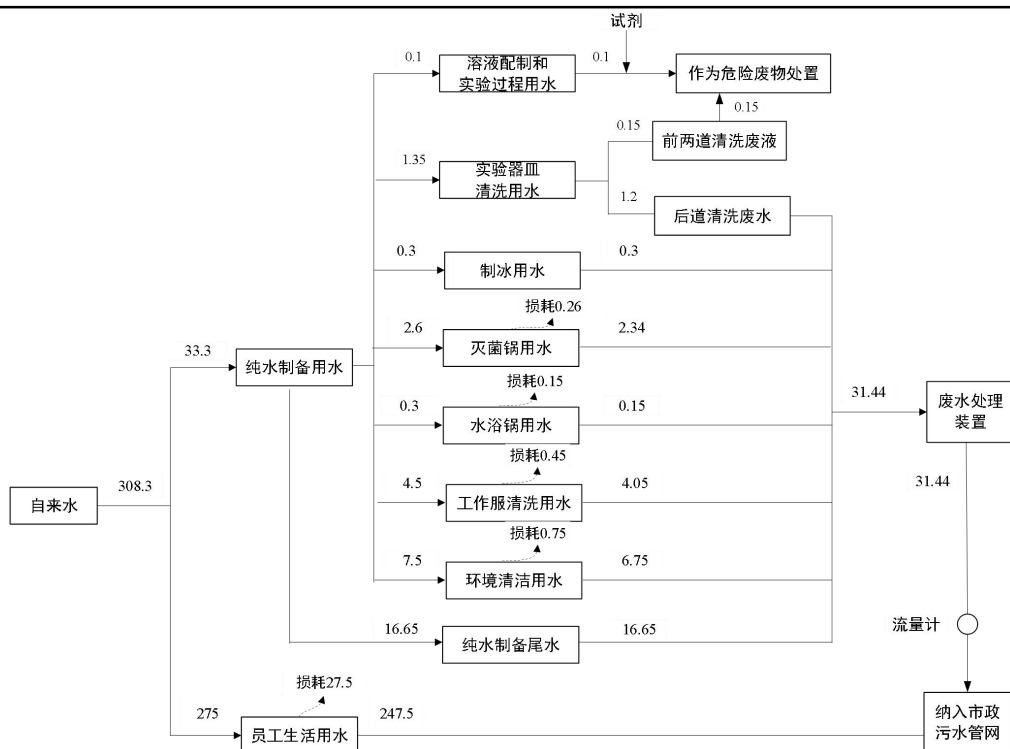 试剂
0.1
溶液配制和
实验过程用水
0.1
作为危险废物处置
0.15
0.15
前两道清洗废液
1.35
实验器皿
清洗用水
1.2
后道清洗废水
0.3
制冰用水
0.3
损耗0.26
2.6
灭菌锅用水
2.34
33.3
纯水制备用水
损耗0.15
0.3
水浴锅用水
0.15
31.44
废水处理
装置
损耗0.45
308.3
自来水
4.5
工作服清洗用水
4.05
31.44
损耗0.75
7.5
环境清洁用水
6.75
流量计
16.65
纯水制备尾水
16.65
损耗27.5
275
员工生活用水
247.5
纳入市政
污水管网